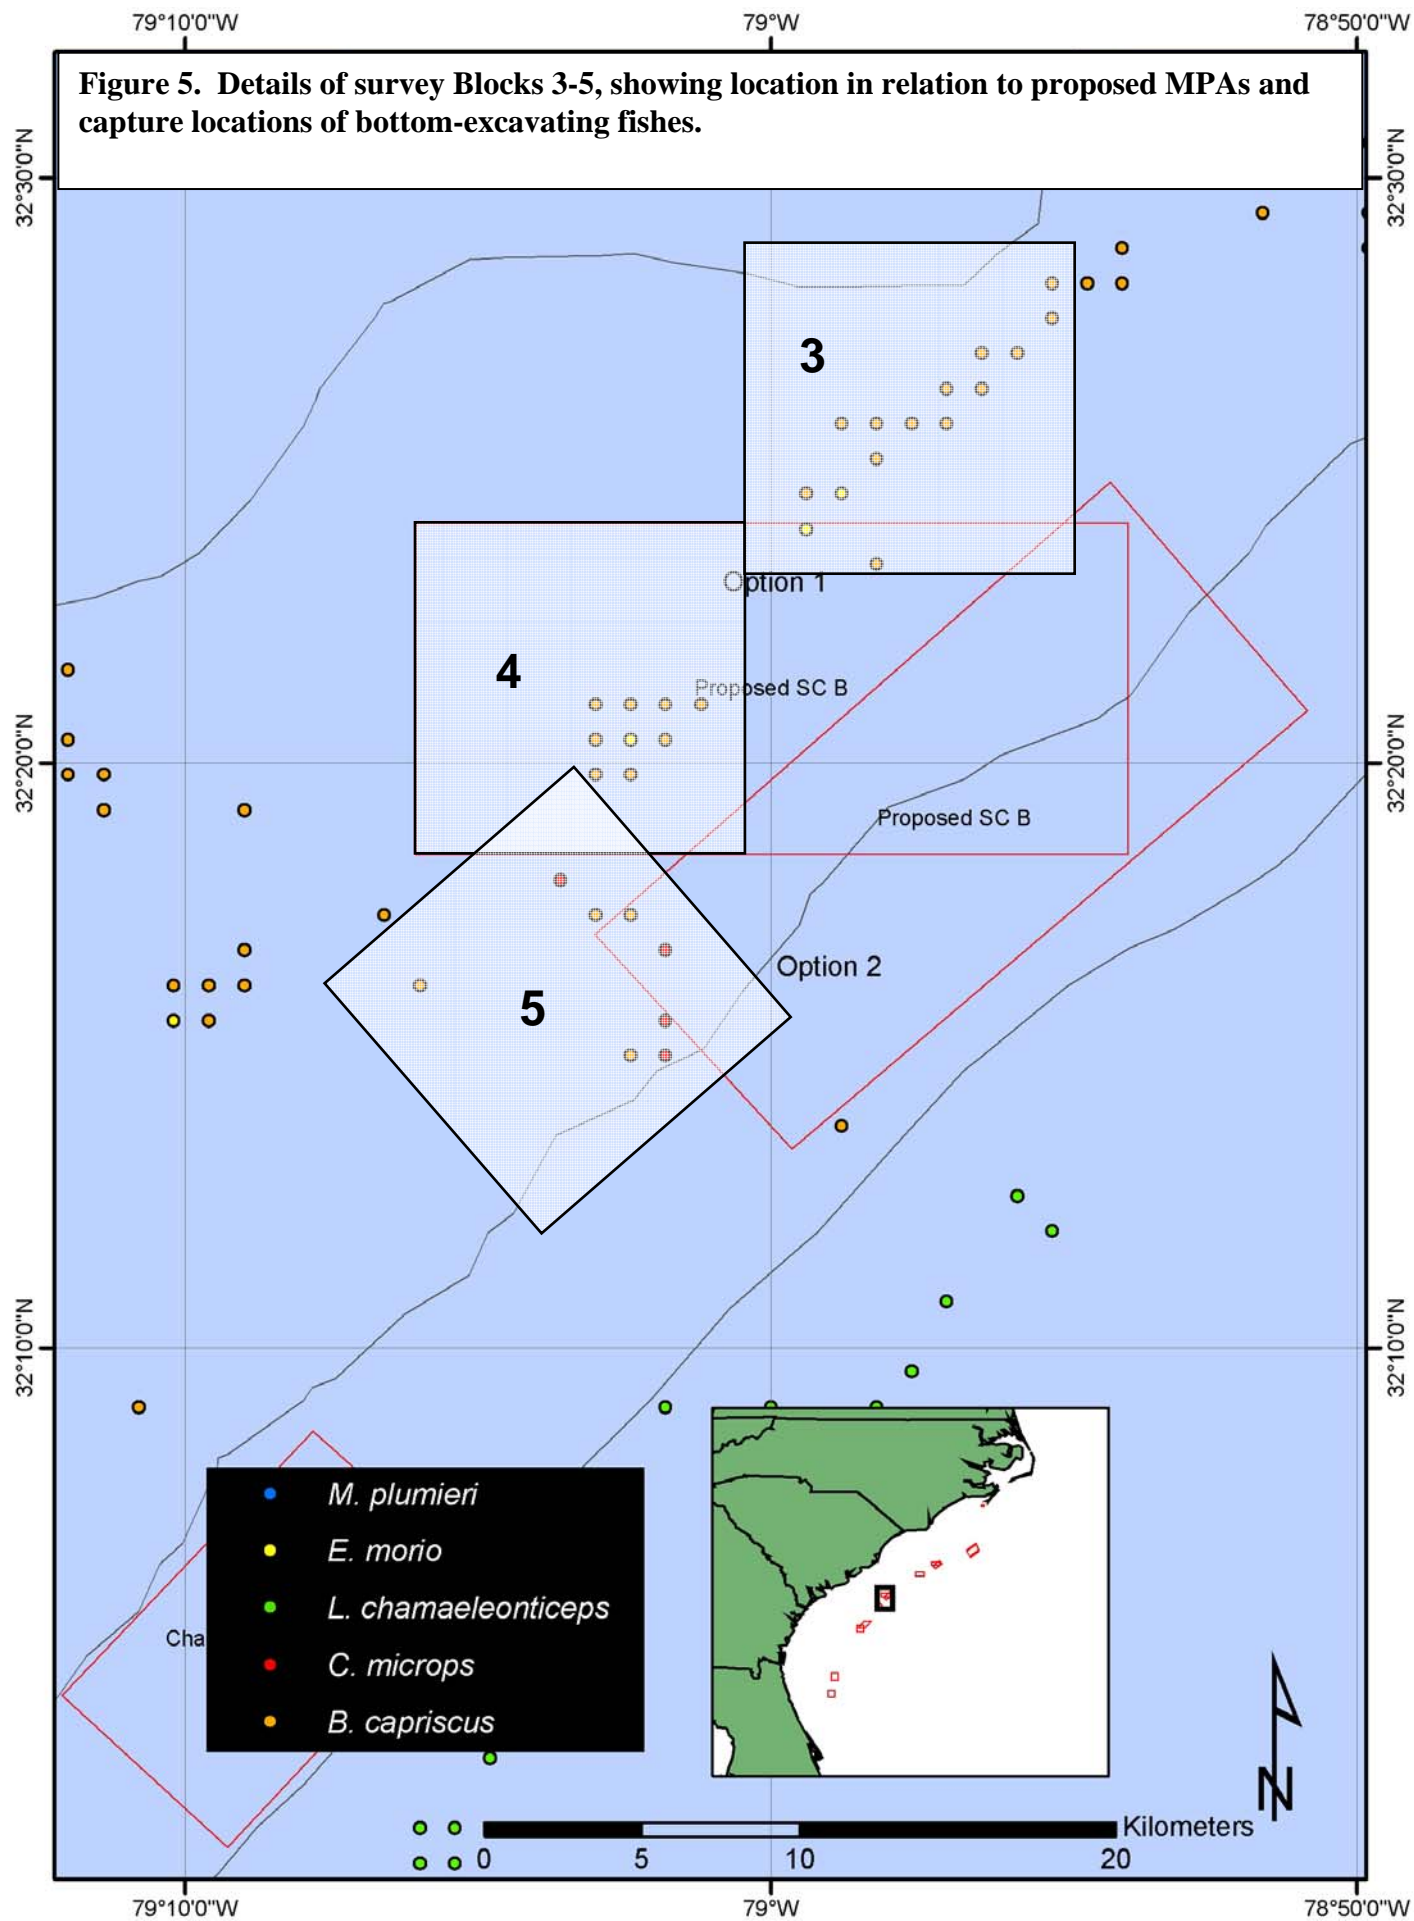 79°10'0"W 79°W 78°50'0"W
Figure 5. Details of survey Blocks 3-5, showing location in relation to proposed MPAs and
capture locations of bottom-excavating fishes.
32°30'0"N 32°30'0"N
3
Option 1
4
Proposed SC B
32°20'0"N 32°20'0"N
Proposed SC B
Option 2
5
32°10'0"N 32°10'0"N
M. plumieri
E. morio
L. chamaeleonticeps
Cha
C. microps
B. capriscus
N
Kilometers
0 5 10 20
79°10'0"W 79°W 78°50'0"W